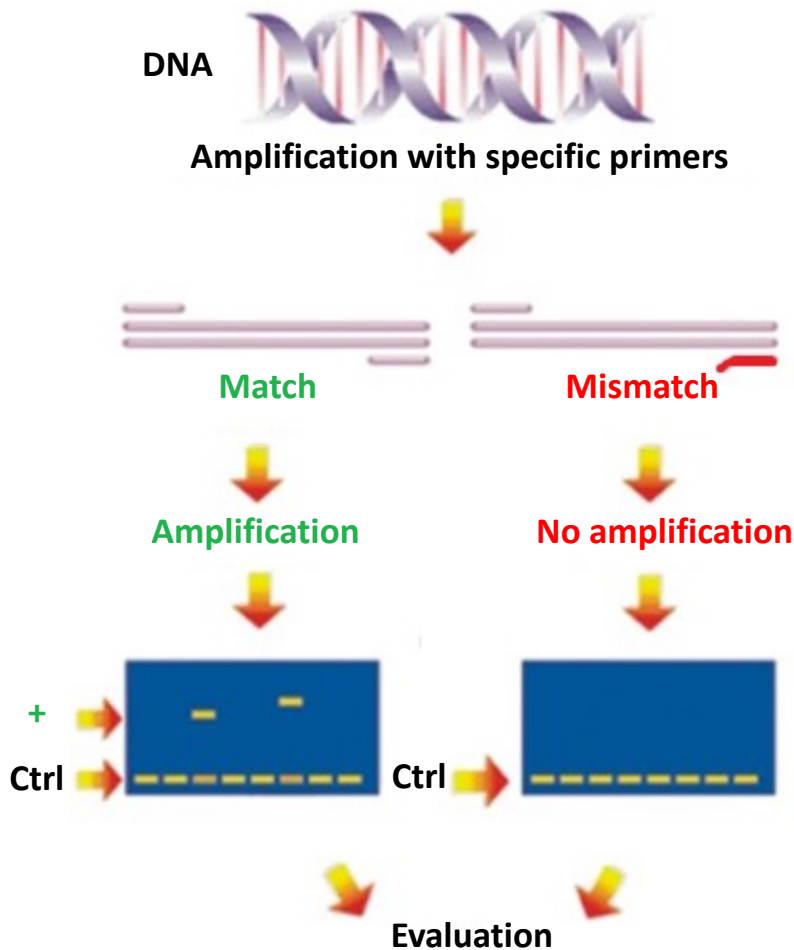 DNA
Amplification with specific primers
Match
Mismatch
Amplification
No amplification
+
Ctrl
Ctrl
Evaluation